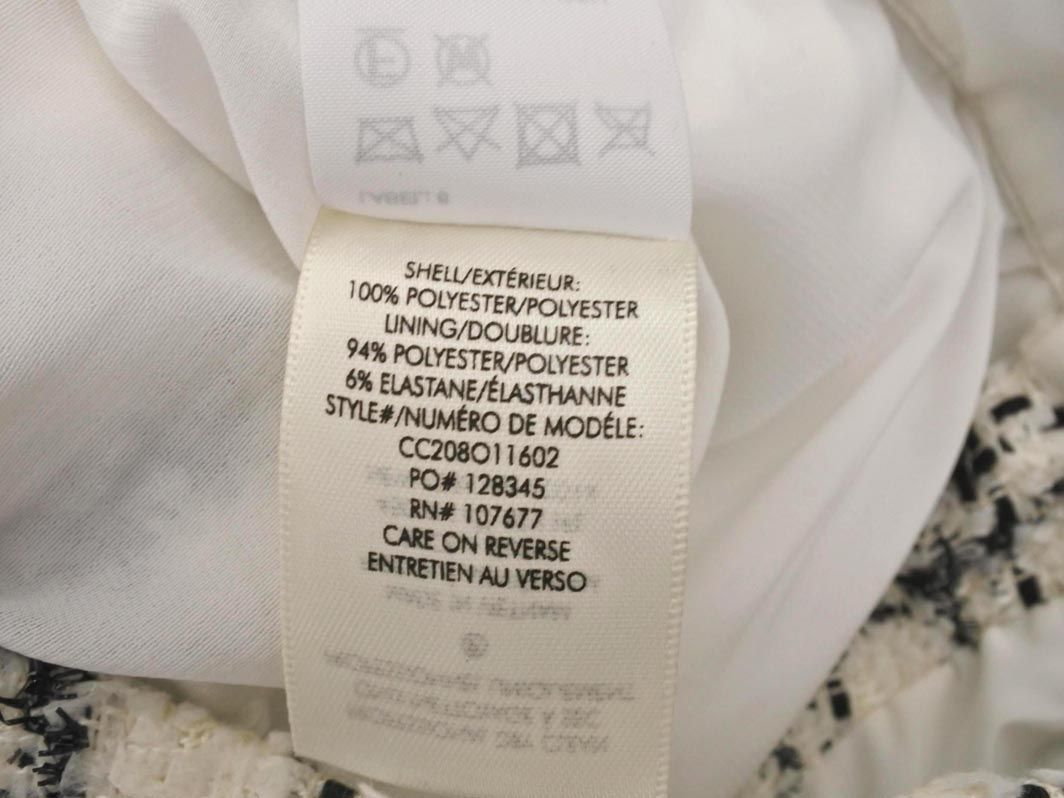 SHELL/EXTÉRIEUR:
100% POLYESTER/POLYESTER
LINING/DOUBLURE:
94% POLYESTER/POLYESTER
6% ELASTANE/ÉLASTHANNE
STYLE#/NUMÉRO DE MODÉLE:
CC208O11602
PO# 128345
RN# 107677
CARE ON REVERSE
ENTRETIEN AU VERSO